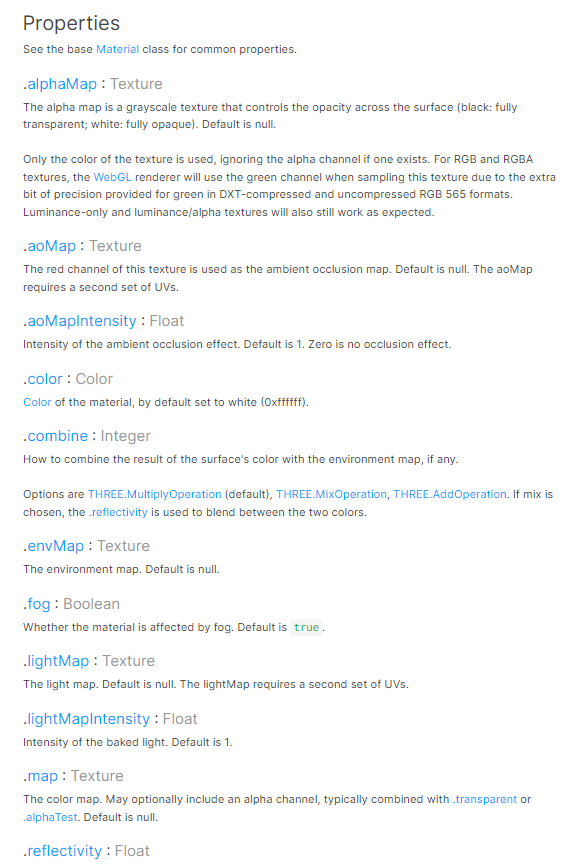 Properties
See the base Material class for common properties.
.alphaMap : Texture
The alpha map is a grayscale texture that controls the opacity across the surface (black: fully
transparent; white: fully opaque). Default is null.
Only the color of the texture is used, ignoring the alpha channel if one exists. For RGB and RGBA
textures, the WebGL renderer will use the green channel when sampling this texture due to the extra
bit of precision provided for green in DXT-compressed and uncompressed RGB 565 formats.
Luminance-only and luminance/alpha textures will also still work as expected.
.aoMap : Texture
The red channel of this texture is used as the ambient occlusion map. Default is null. The aoMap
requires a second set of UVs.
.aoMapIntensity : Float
Intensity of the ambient occlusion effect. Default is 1. Zero is no occlusion effect.
.color : Color
Color of the material, by default set to white (0xffffff).
.combine : Integer
How to combine the result of the surface's color with the environment map, if any.
Options are THREE.MultiplyOperation (default), THREE.MixOperation, THREE.AddOperation. If mix is
chosen, the .reflectivity is used to blend between the two colors.
.envMap : Texture
The environment map. Default is null.
.fog : Boolean
Whether the material is affected by fog. Default is true.
.lightMap : Texture
The light map. Default is null. The lightMap requires a second set of UVs.
.lightMapIntensity : Float
Intensity of the baked light. Default is 1.
.map : Texture
The color map. May optionally include an alpha channel, typically combined with .transparent or
.alphaTest. Default is null.
.reflectivity : Float